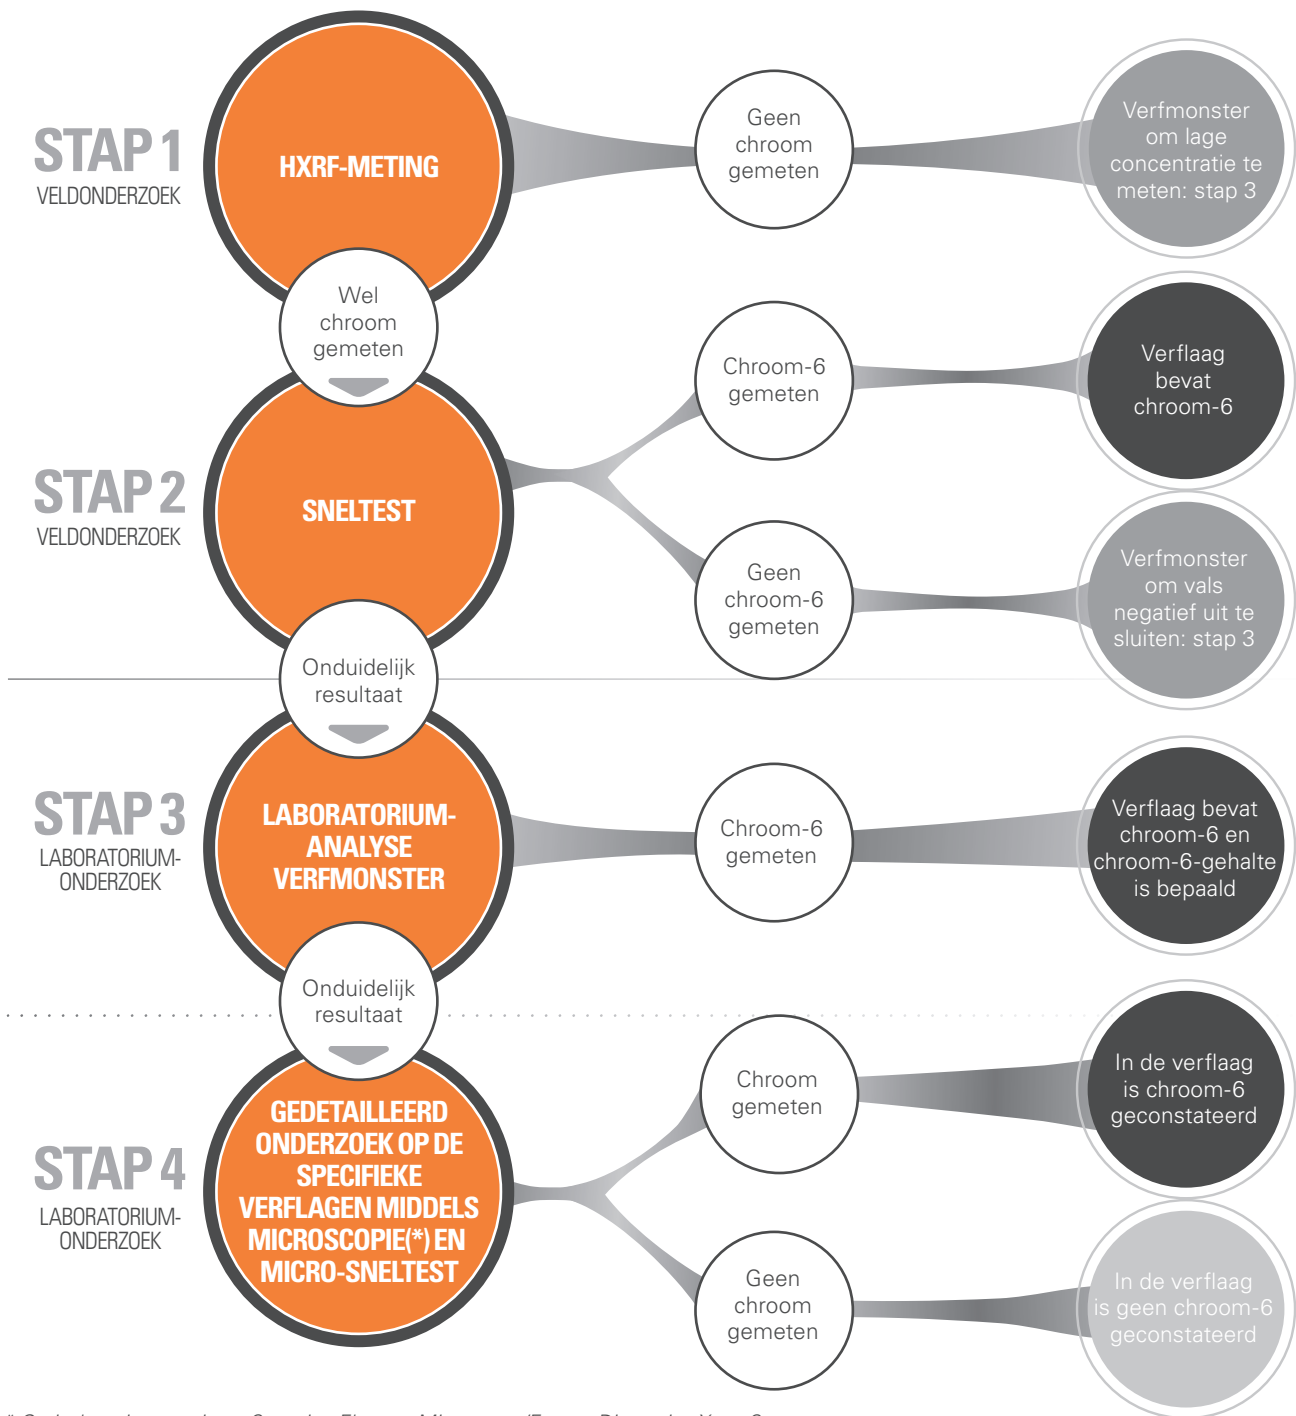 STAP 1
VELDONDERZOEK
HXRF-METING
Geen
chroom
gemeten
Verfmonster
om lage
concentratie te
meten: stap 3
Wel
chroom
gemeten
STAP 2
VELDONDERZOEK
SNELTEST
Chroom-6
gemeten
Verflaag
bevat
chroom-6
Geen
chroom-6
gemeten
Verfmonster
om vals
negatief uit te
sluiten: stap 3
Onduidelijk
resultaat
STAP 3
LABORATORIUM-
ONDERZOEK
LABORATORIUM-
ANALYSE
VERFMONSTER
Chroom-6
gemeten
Verflaag bevat
chroom-6 en
chroom-6-gehalte
is bepaald
Onduidelijk
resultaat
STAP 4
LABORATORIUM-
ONDERZOEK
GEDETAILLEERD
ONDERZOEK OP DE
SPECIFIEKE
VERFLAGEN MIDDELS
MICROSCOPIE(*) EN
MICRO-SNELTEST
Chroom
gemeten
In de verflaag
is chroom-6
geconstateerd
Geen
chroom
gemeten
In de verflaag
is geen chroom-6
geconstateerd